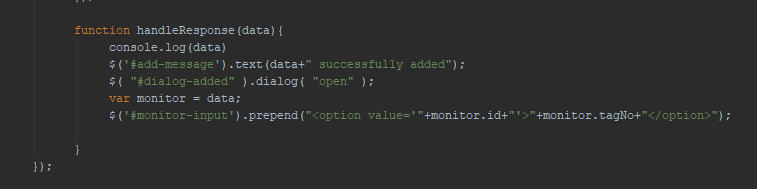 });
function handleResponse(data){
console.log(data)
$('#add-message').text(data+" successfully added");
$( "#dialog-added" ).dialog( "open" );
var monitor = data;
$('#monitor-input').prepend("<option value='"+monitor.id+"'>"+monitor.tagNo+"</option>");
}
});